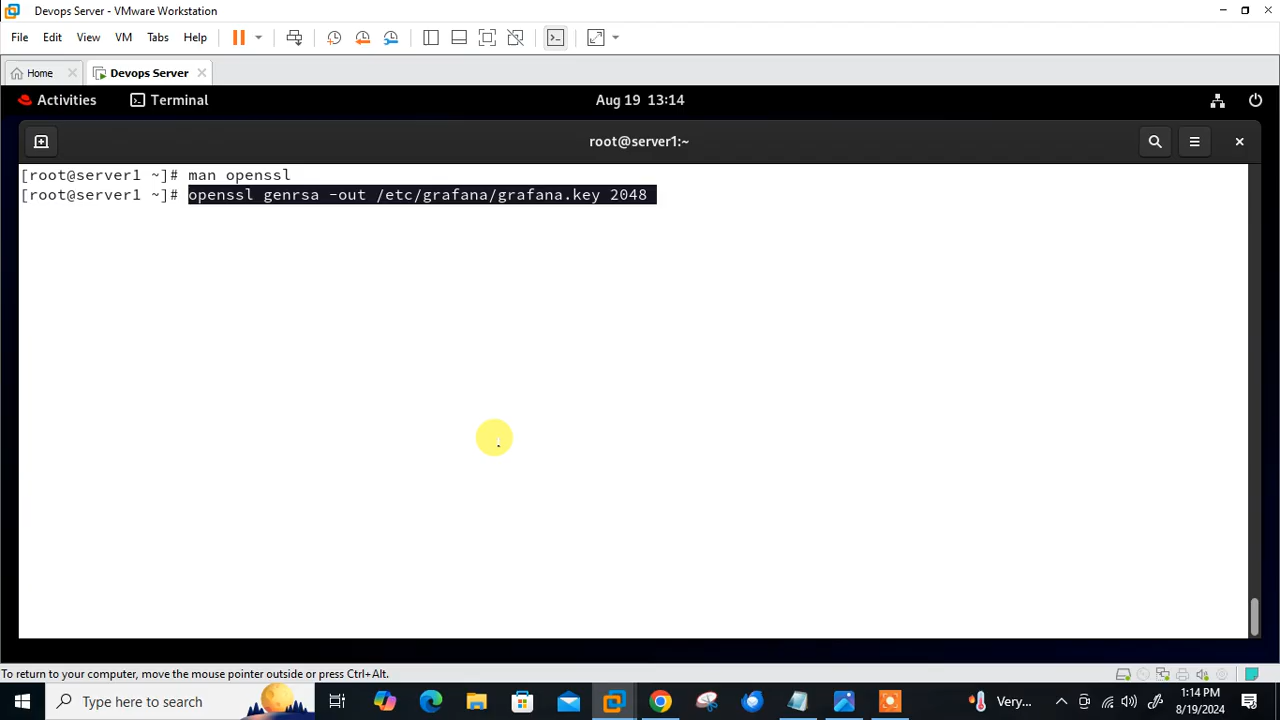 Devops Server - VMware Workstation
File Edit View VM Tabs Help
Home Devops Server
Activities Terminal Aug 19 13:14
root@server1:~
[root@server1 ~]# man openssl
[root@server1 ~]# openssl genrsa -out /etc/grafana/grafana.key 2048
To return to your computer, move the mouse pointer outside or press Ctrl+Alt.
Type here to search Very... 1:14 PM
8/19/2024